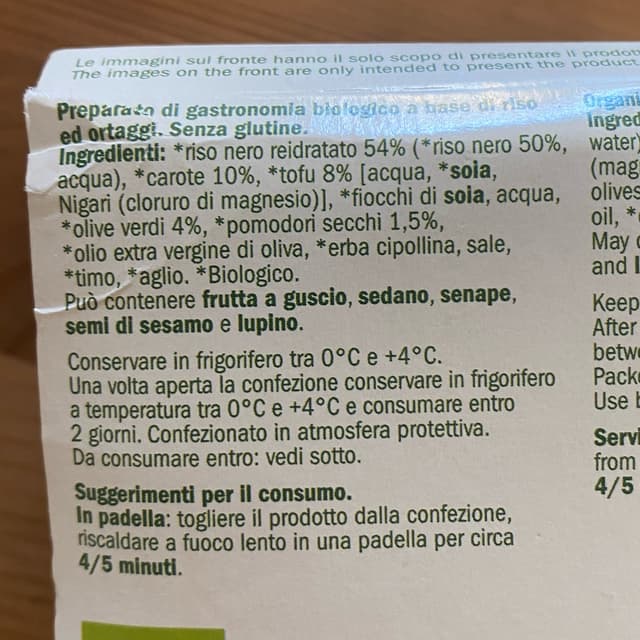 Le immagini sul fronte hanno il solo scopo di presentare il prodot
The images on the front are only intended to present the product.
Preparato di gastronomia biologico a base di riso
ed ortaggi. Senza glutine.
Ingredienti: *riso nero reidratato 54% (*riso nero 50%,
acqua), *carote 10%, *tofu 8% [acqua, *soia,
Nigari (cloruro di magnesio)], *fiocchi di soia, acqua,
*olive verdi 4%, *pomodori secchi 1,5%,
*olio extra vergine di oliva, *erba cipollina, sale,
*timo, *aglio. *Biologico.
Può contenere frutta a guscio, sedano, senape,
semi di sesamo e lupino.
Conservare in frigorifero tra 0°C e +4°C.
Una volta aperta la confezione conservare in frigorifero
a temperatura tra 0°C e +4°C e consumare entro
2 giorni. Confezionato in atmosfera protettiva.
Da consumare entro: vedi sotto.
Suggerimenti per il consumo.
In padella: togliere il prodotto dalla confezione,
riscaldare a fuoco lento in una padella per circa
4/5 minuti.
Organi
Ingred
water)
(mag
olives
oil, *
May c
and l
Keep
After
betw
Pack
Use b
Servi
from
4/5